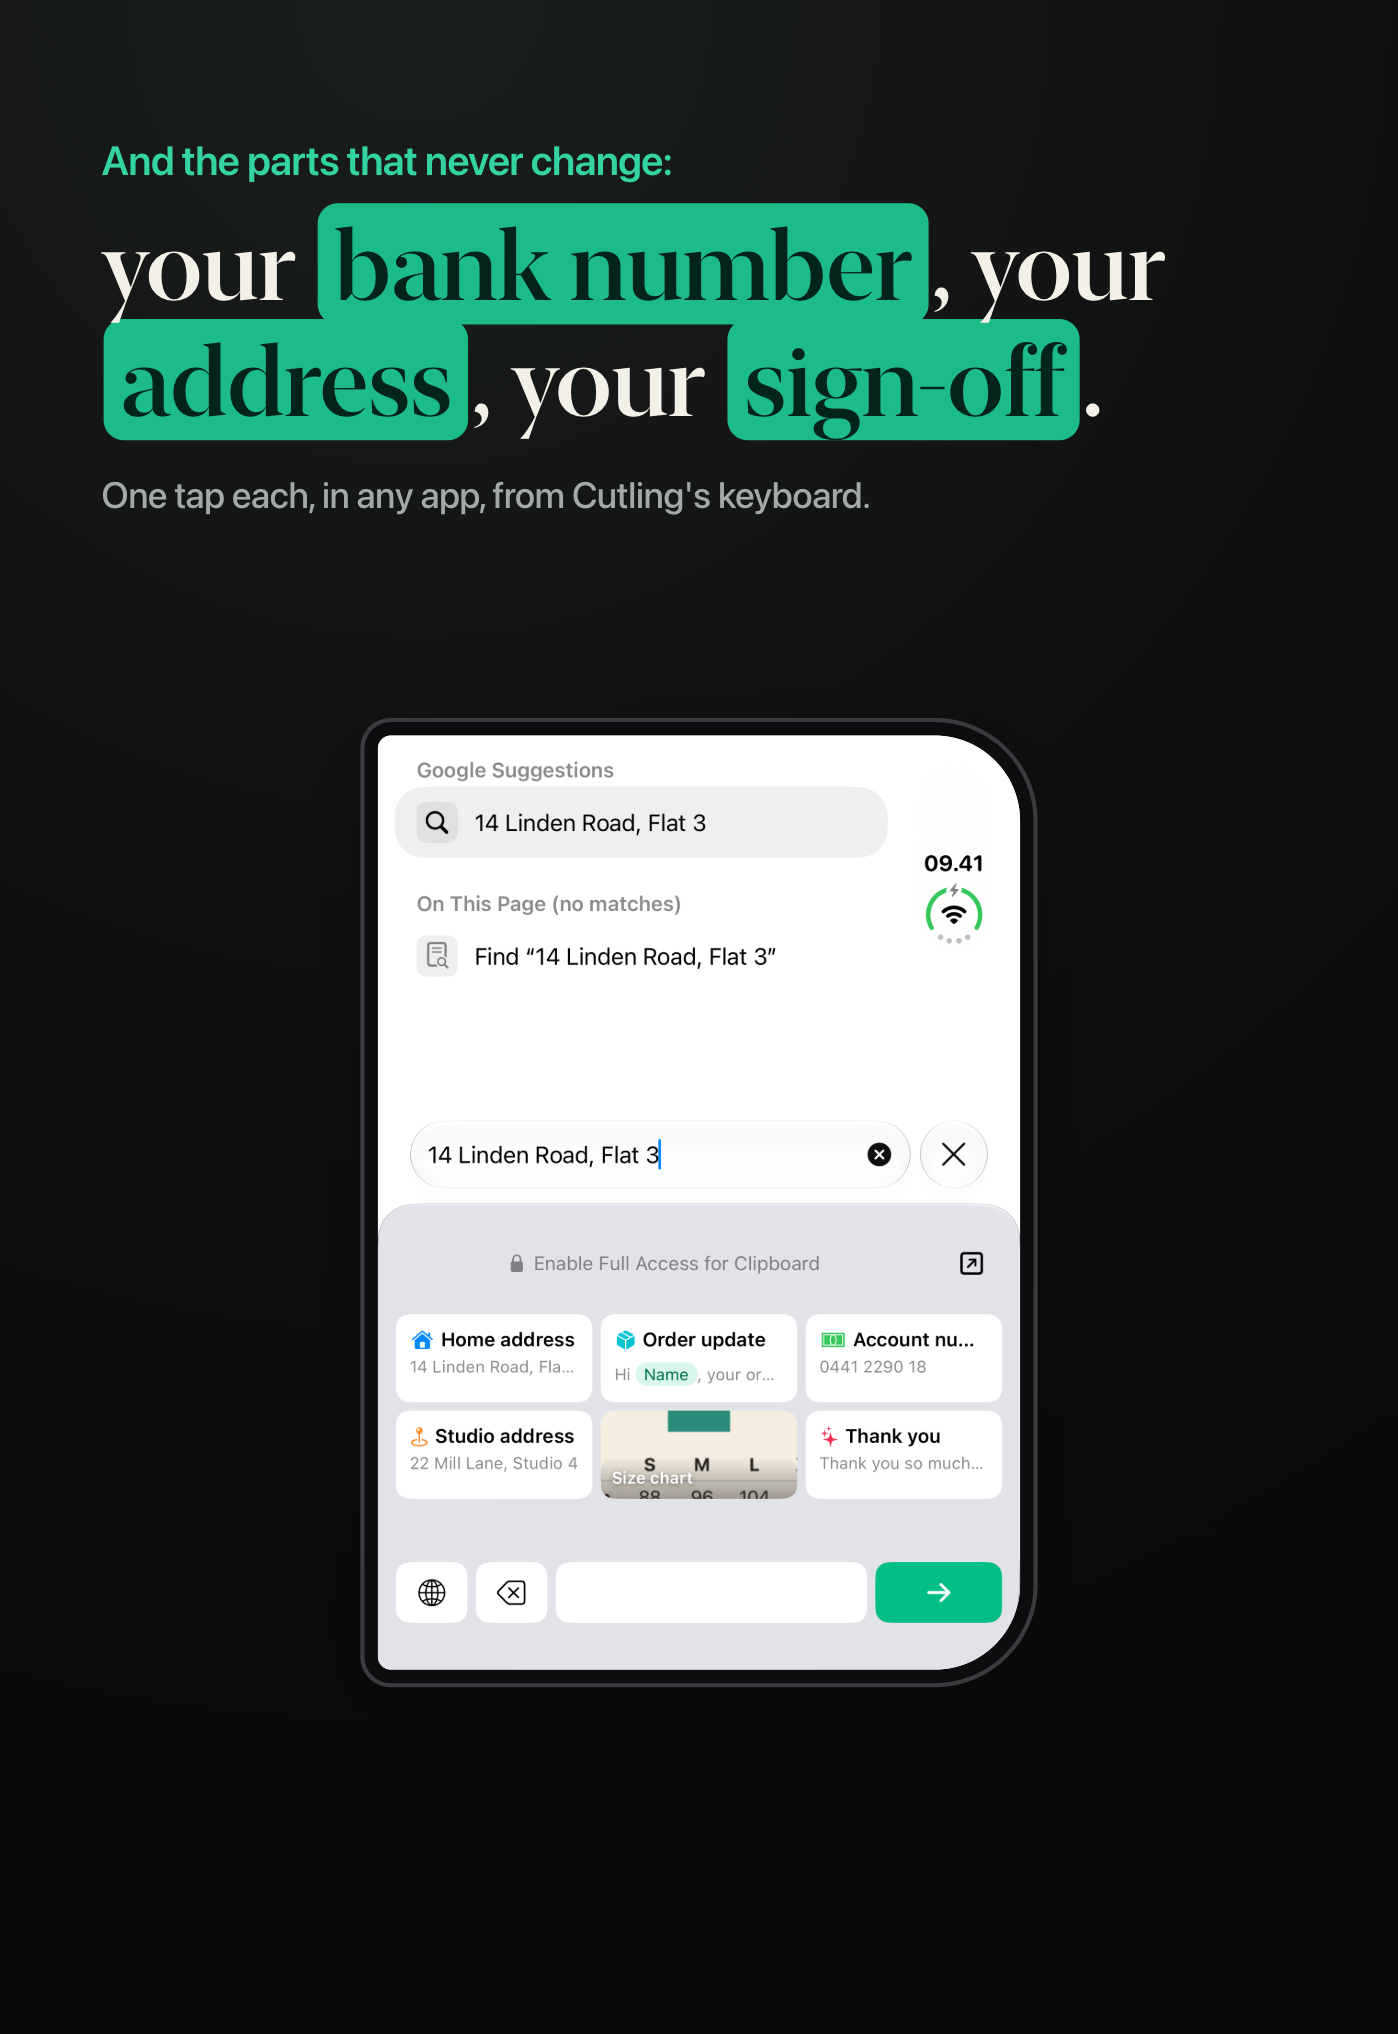 And the parts that never change:
your bank number, your
address, your sign-off.
One tap each, in any app, from Cutling's keyboard.
Google Suggestions
14 Linden Road, Flat 3
09.41
On This Page (no matches)
Find “14 Linden Road, Flat 3”
14 Linden Road, Flat 3
Enable Full Access for Clipboard
Home address
14 Linden Road, Fla...
Order update
Hi Name, your or...
Account nu...
0441 2290 18
Studio address
22 Mill Lane, Studio 4
S M L
Size chart
88 96 104
Thank you
Thank you so much...